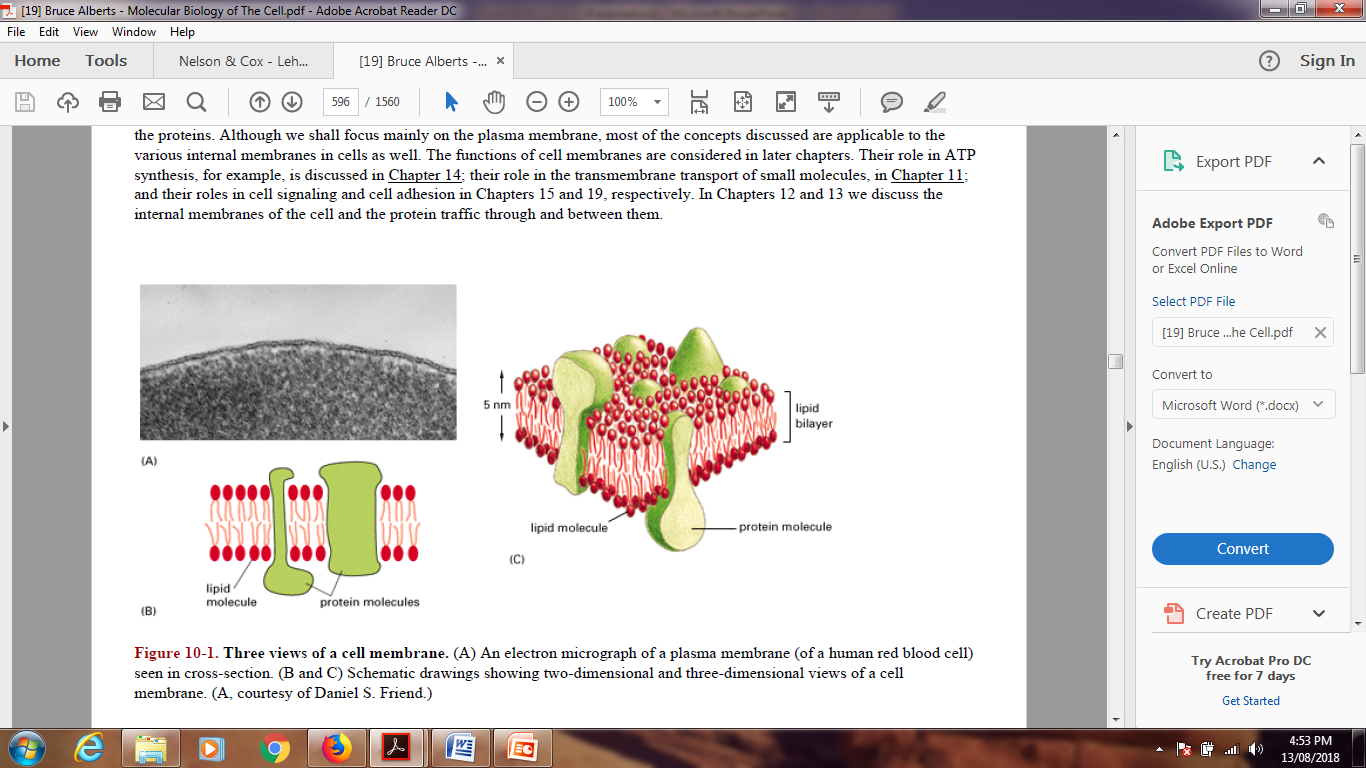 [19] Bruce Alberts - Molecular Biology of The Cell.pdf - Adobe Acrobat Reader DC
File Edit View Window Help
Home Tools Nelson & Cox - Leh... [19] Bruce Alberts -... Sign In
596 / 1560 100%
the proteins. Although we shall focus mainly on the plasma membrane, most of the concepts discussed are applicable to the
various internal membranes in cells as well. The functions of cell membranes are considered in later chapters. Their role in ATP
synthesis, for example, is discussed in Chapter 14; their role in the transmembrane transport of small molecules, in Chapter 11;
and their roles in cell signaling and cell adhesion in Chapters 15 and 19, respectively. In Chapters 12 and 13 we discuss the
internal membranes of the cell and the protein traffic through and between them.
(A)
lipid
molecule
protein molecules
(B)
5 nm
lipid
bilayer
lipid molecule
protein molecule
(C)
Figure 10-1. Three views of a cell membrane. (A) An electron micrograph of a plasma membrane (of a human red blood cell)
seen in cross-section. (B and C) Schematic drawings showing two-dimensional and three-dimensional views of a cell
membrane. (A, courtesy of Daniel S. Friend.)
Export PDF
Adobe Export PDF
Convert PDF Files to Word
or Excel Online
Select PDF File
[19] Bruce ...he Cell.pdf
Convert to
Microsoft Word (*.docx)
Document Language:
English (U.S.) Change
Convert
Create PDF
Try Acrobat Pro DC
free for 7 days
Get Started
4:53 PM
13/08/2018